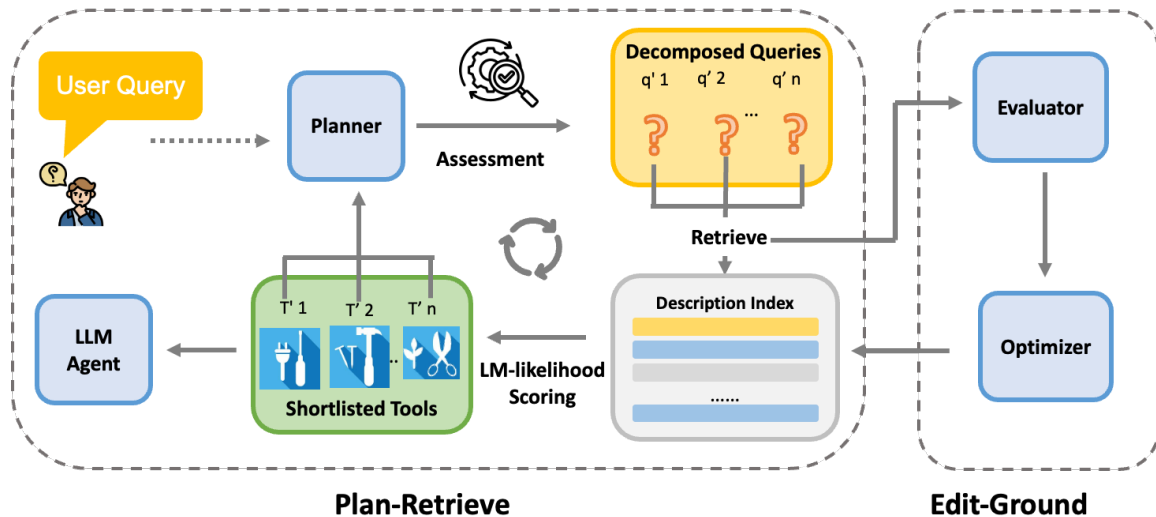 User Query
Planner
Assessment
Decomposed Queries
q' 1
q’ 2
q’ n
...
Evaluator
Retrieve
LLM
Agent
T' 1
T’ 2
T’ n
..
Shortlisted Tools
LM-likelihood
Scoring
Description Index
......
Optimizer
Plan-Retrieve
Edit-Ground